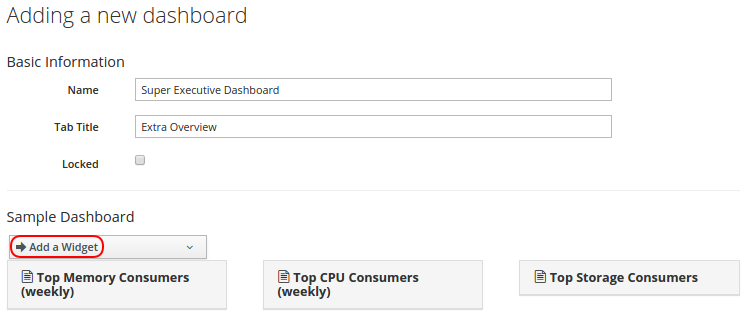 Adding a new dashboard
Basic Information
Name Super Executive Dashboard
Tab Title Extra Overview
Locked
Sample Dashboard
Add a Widget
Top Memory Consumers Top CPU Consumers Top Storage Consumers
(weekly) (weekly)